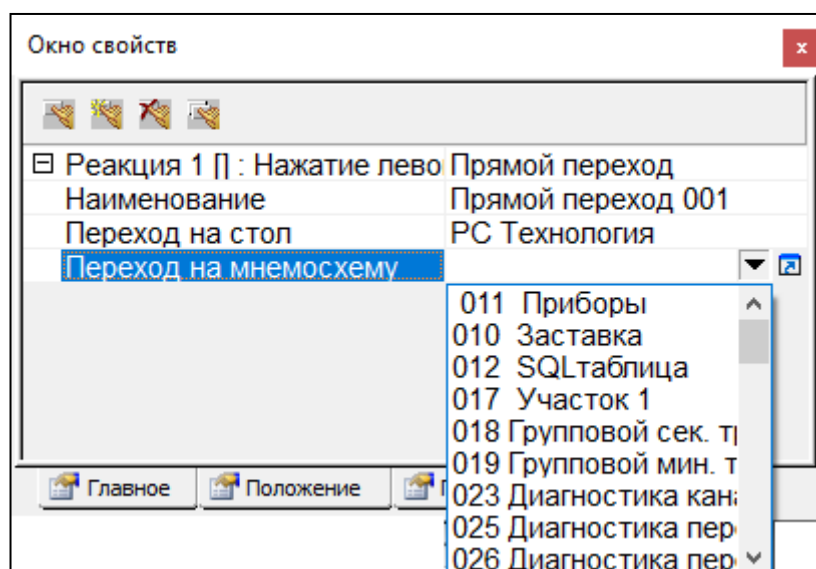 Окно свойств
Реакция 1 [] : Нажатие лево Прямой переход
Наименование Прямой переход 001
Переход на стол РС Технология
Переход на мнемосхему
011 Приборы
010 Заставка
012 SQLтаблица
017 Участок 1
018 Групповой сек. т
019 Групповой мин. т
023 Диагностика кана
025 Диагностика пер
026 Диагностика пер
Главное Положение